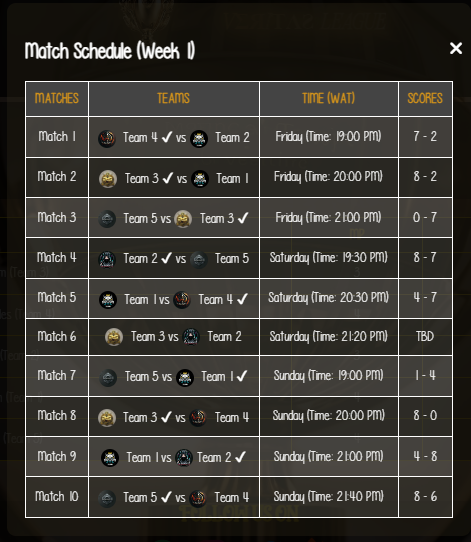 Match Schedule (Week 1)
MATCHES TEAMS TIME (WAT) SCORES
Match 1 Team 4 ✓ vs Team 2 Friday (Time: 19:00 PM) 7 - 2
Match 2 Team 3 ✓ vs Team 1 Friday (Time: 20:00 PM) 8 - 2
Match 3 Team 5 vs Team 3 ✓ Friday (Time: 21:00 PM) 0 - 7
Match 4 Team 2 ✓ vs Team 5 Saturday (Time: 19:30 PM) 8 - 7
Match 5 Team 1 vs Team 4 ✓ Saturday (Time: 20:30 PM) 4 - 7
Match 6 Team 3 vs Team 2 Saturday (Time: 21:20 PM) TBD
Match 7 Team 5 vs Team 1 ✓ Sunday (Time: 19:00 PM) 1 - 4
Match 8 Team 3 ✓ vs Team 4 Sunday (Time: 20:00 PM) 8 - 0
Match 9 Team 1 vs Team 2 ✓ Sunday (Time: 21:00 PM) 4 - 8
Match 10 Team 5 ✓ vs Team 4 Sunday (Time: 21:40 PM) 8 - 6